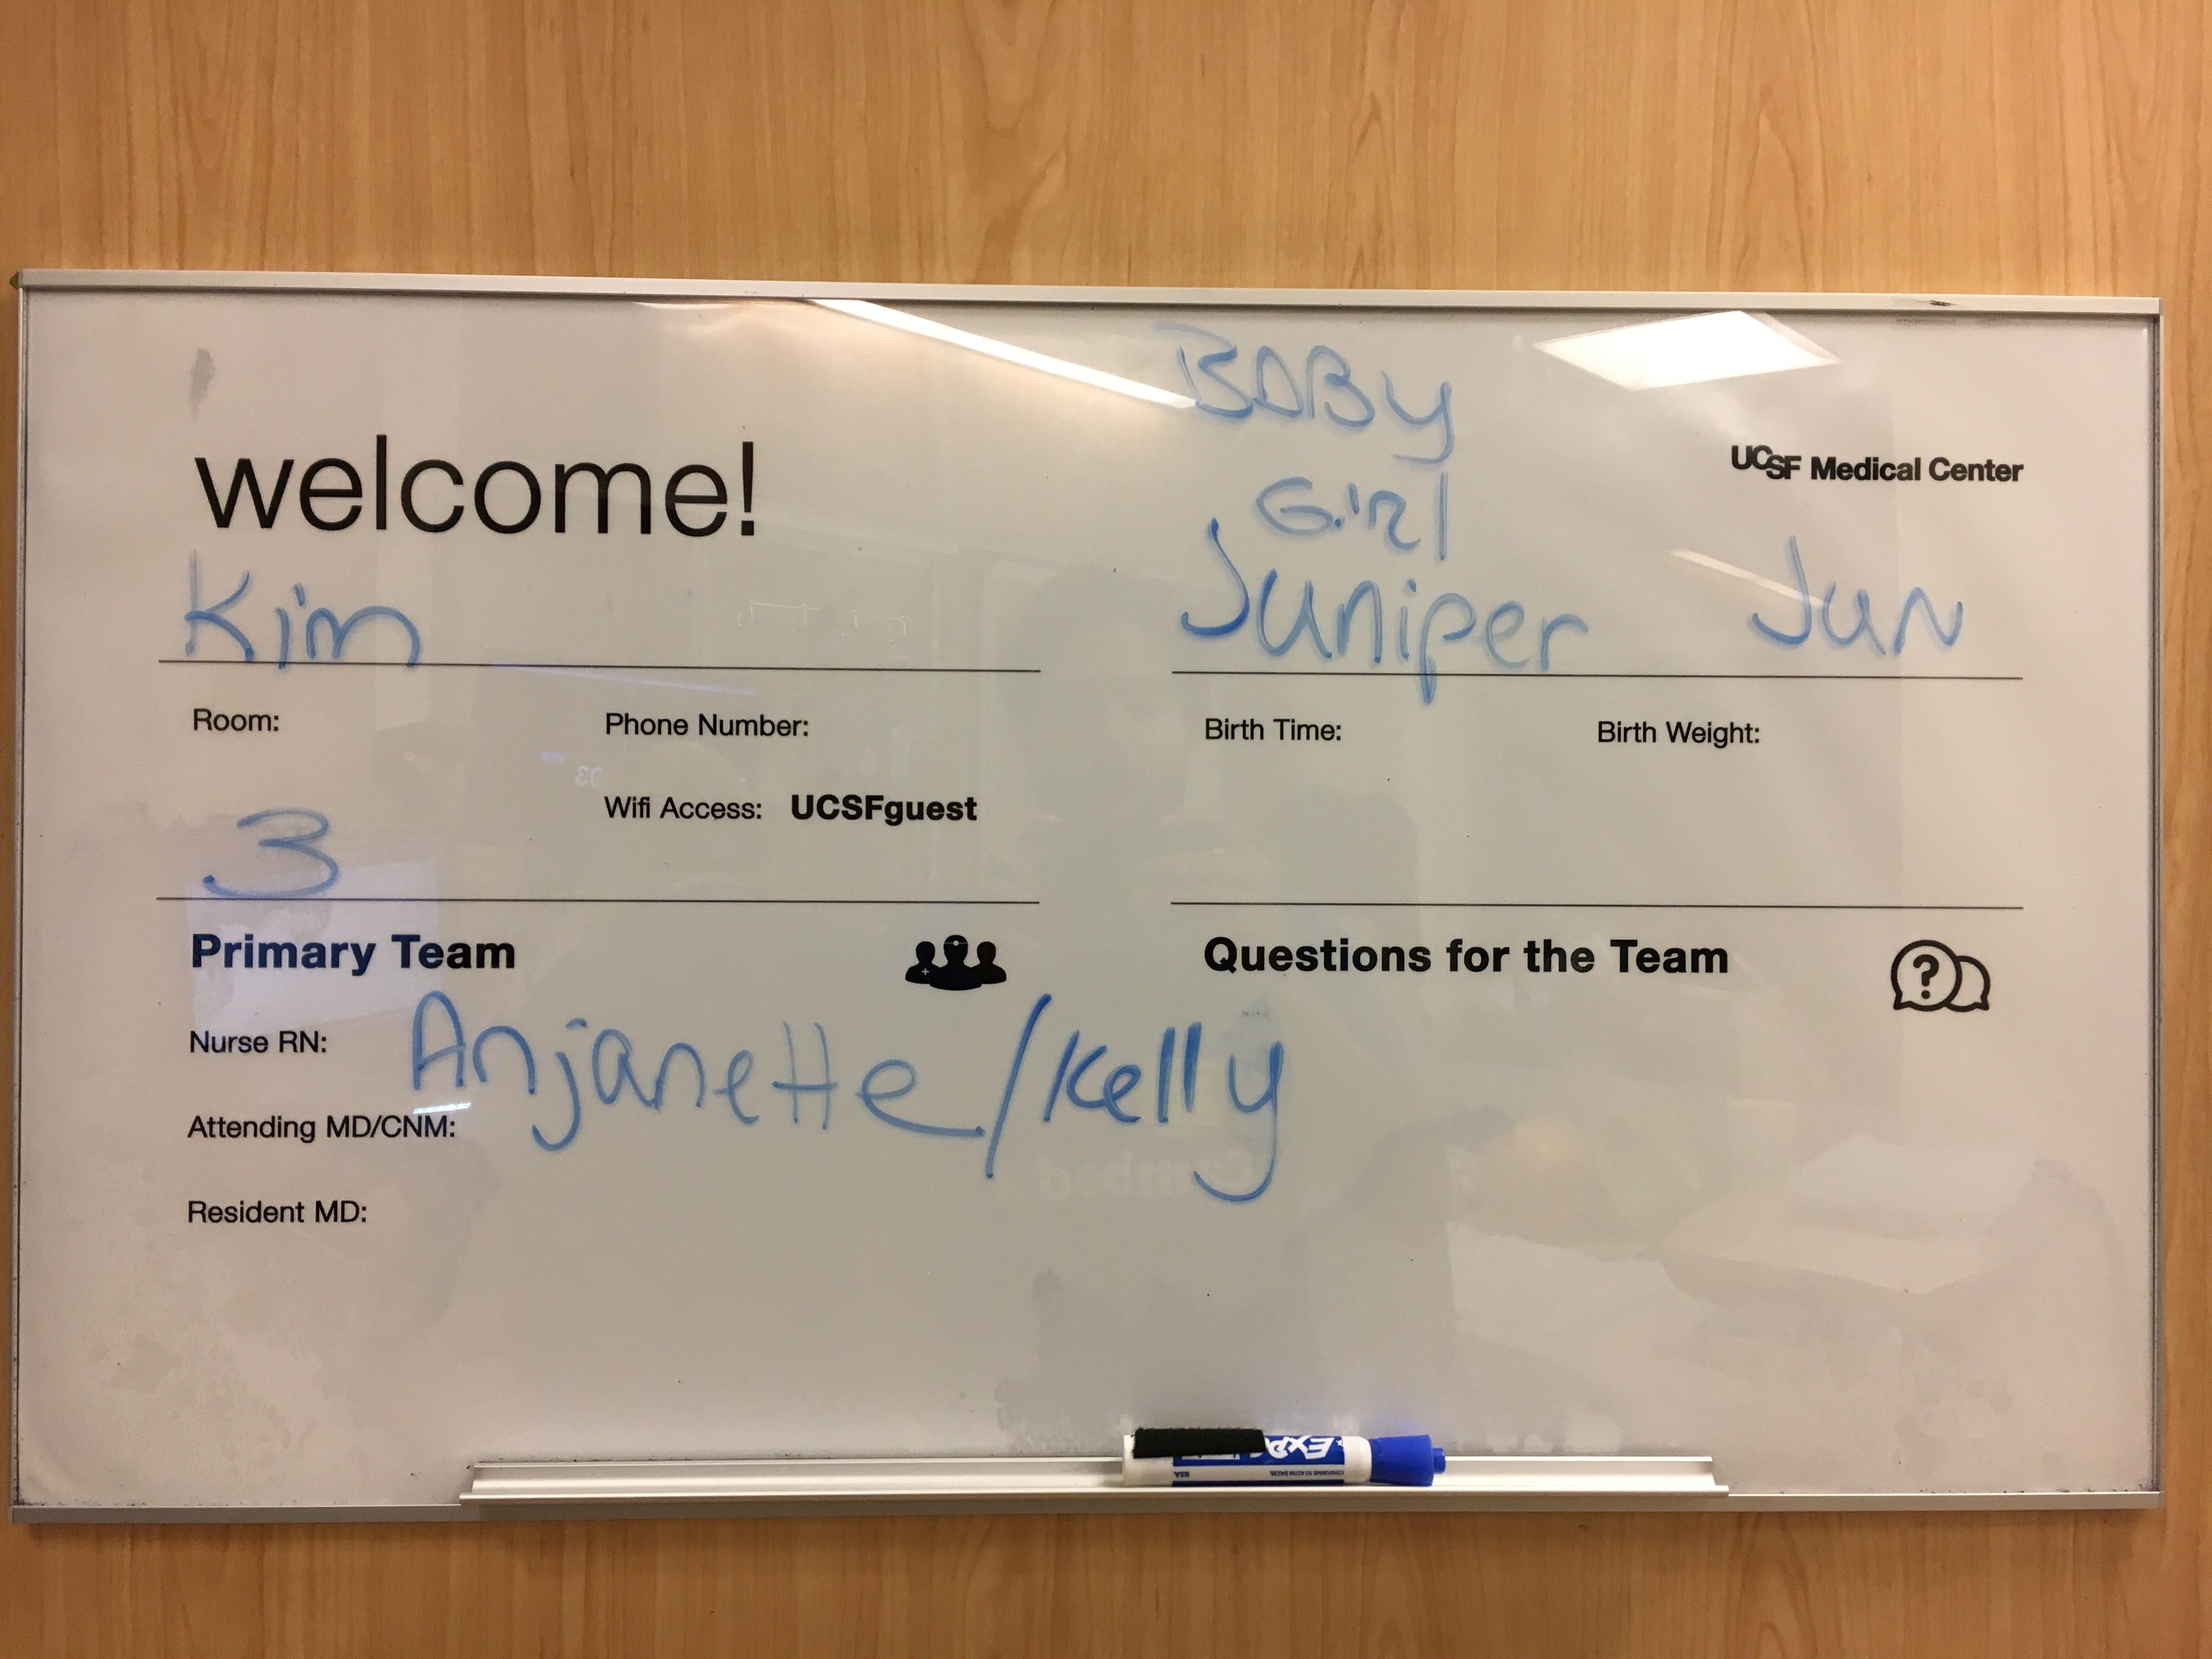 welcome!
Kim
Room:
Phone Number:
Wifi Access: UCSFguest
3
Primary Team
Nurse RN: Anjanette/Kelly
Attending MD/CNM:
Resident MD:
BABy
GirL
UCSF Medical Center
Juniper Jun
Birth Time:
Birth Weight:
Questions for the Team
?
EXPO